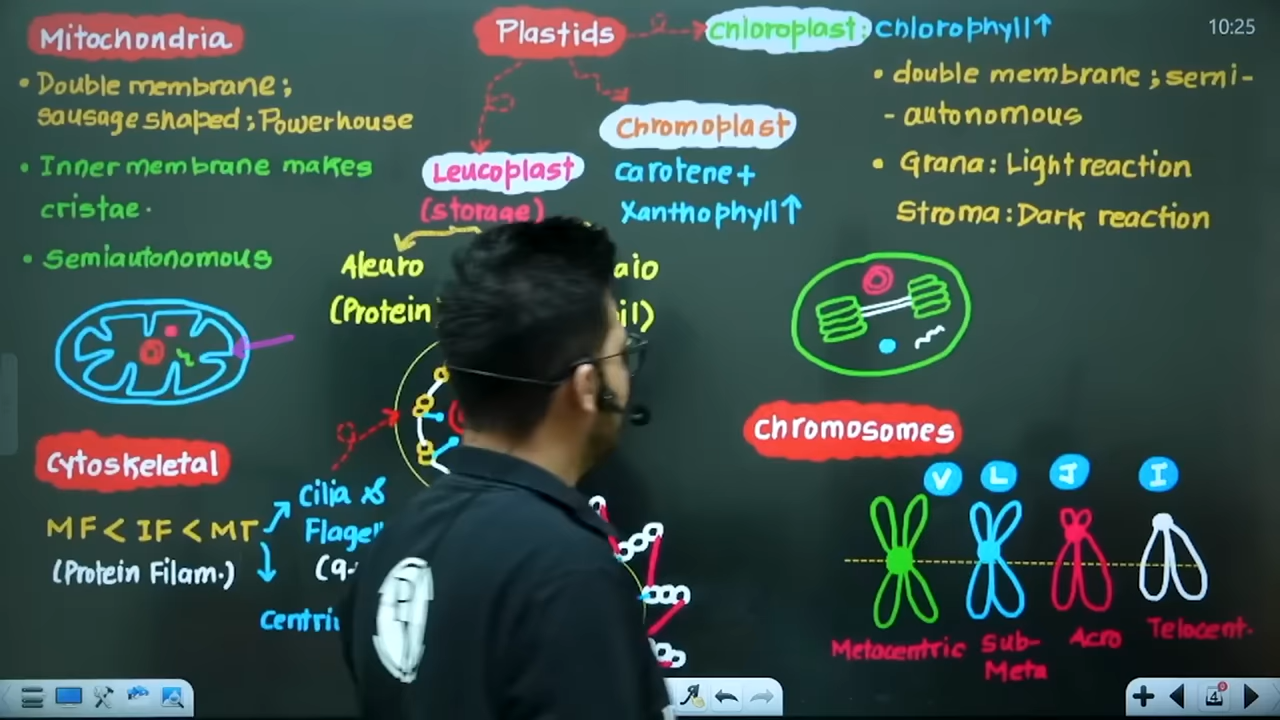 Mitochondria
• Double membrane;
sausage shaped; Powerhouse
• Inner membrane makes
cristae.
• Semiautonomous
Plastids
Chloroplast: chlorophyll↑
10:25
• double membrane; semi-
- autonomous
• Grana: Light reaction
Stroma: Dark reaction
Chromoplast
carotene+
Xanthophyll↑
Leucoplast
(storage)
Aleuro
(Protein
Cytoskeletal
MF < IF < MT
(Protein Filam.)
Cilia &
chromosomes
V L J I
Metacentric
Sub-
Meta
Acro
Telocent.
4